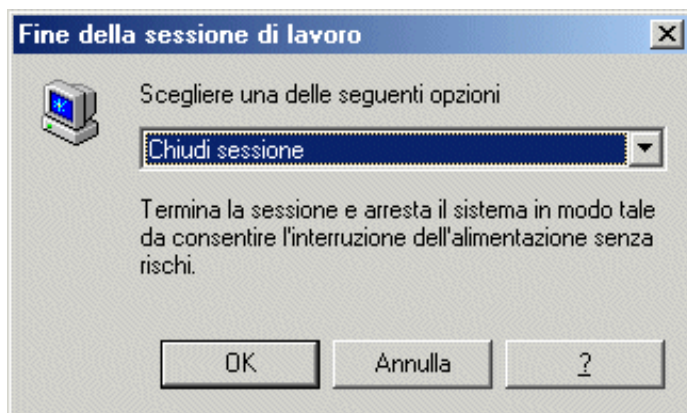 Fine della sessione di lavoro
Scegliere una delle seguenti opzioni
Chiudi sessione
Termina la sessione e arresta il sistema in modo tale
da consentire l'interruzione dell'alimentazione senza
rischi.
OK Annulla ?